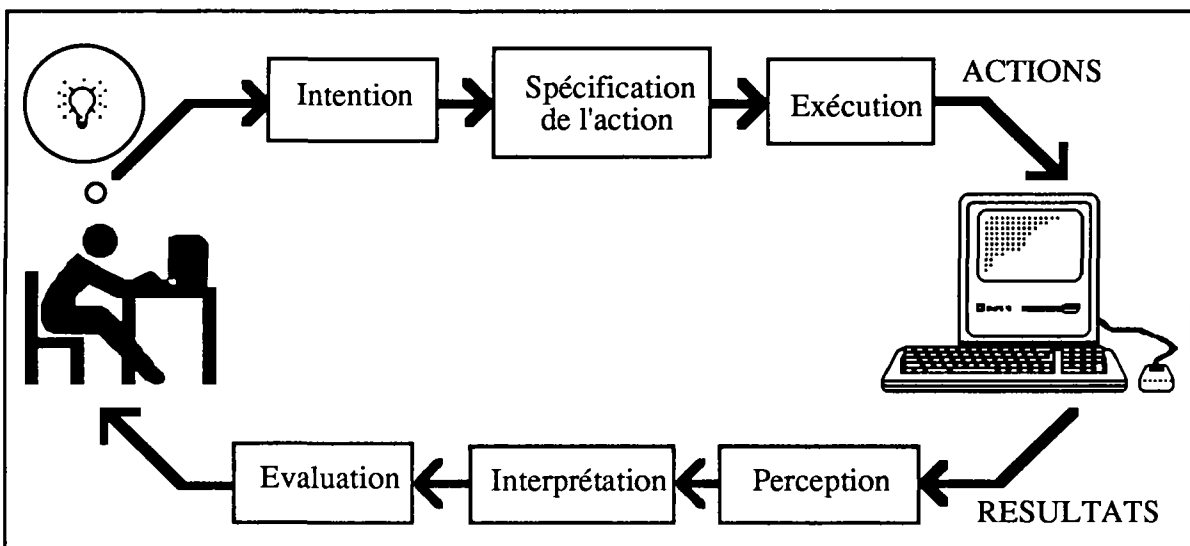 Intention
Spécification
de l'action
Exécution
ACTIONS
Evaluation
Interprétation
Perception
RESULTATS